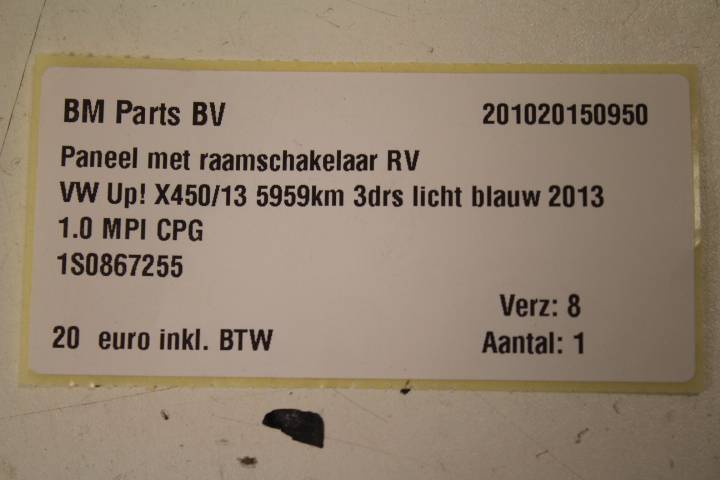 BM Parts BV 201020150950
Paneel met raamschakelaar RV
VW Up! X450/13 5959km 3drs licht blauw 2013
1.0 MPI CPG
1S0867255
Verz: 8
20 euro inkl. BTW Aantal: 1